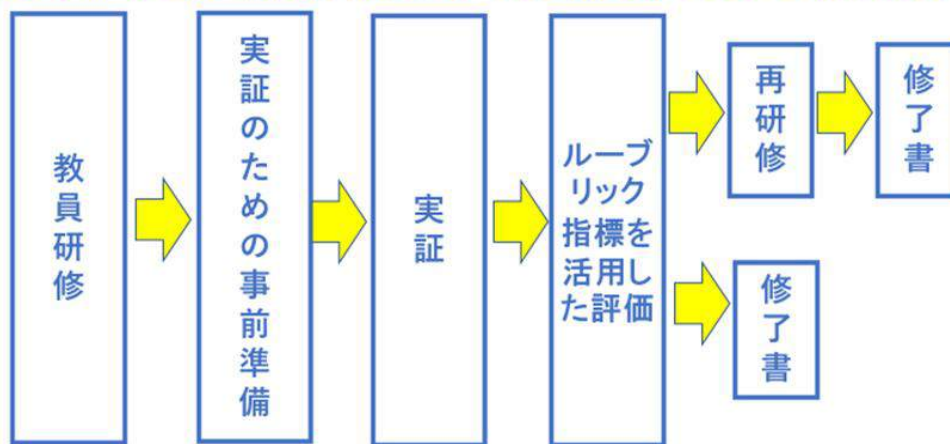 教員研修
実証のための事前準備
実証
ルーブ
リック
指標を
活用し
た評価
再研修
修了書
修了書